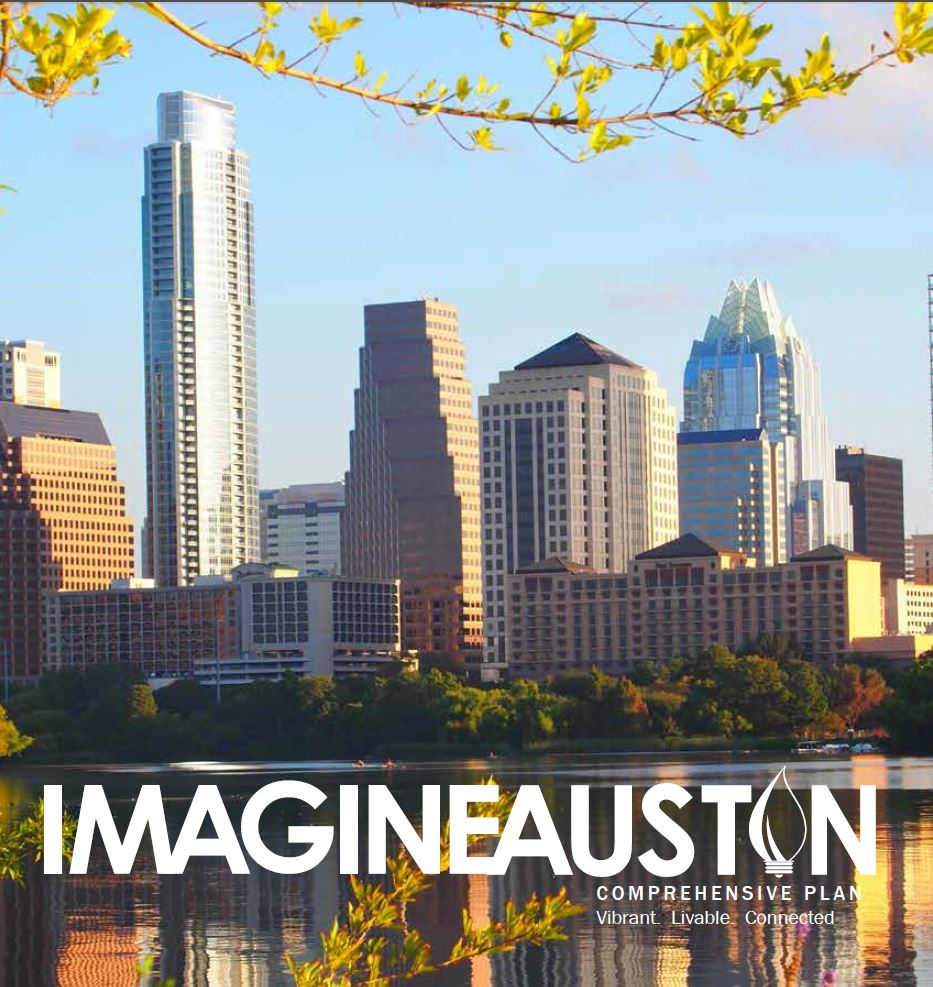 IMAGINEAUSTIN
COMPREHENSIVE PLAN
Vibrant. Livable. Connected